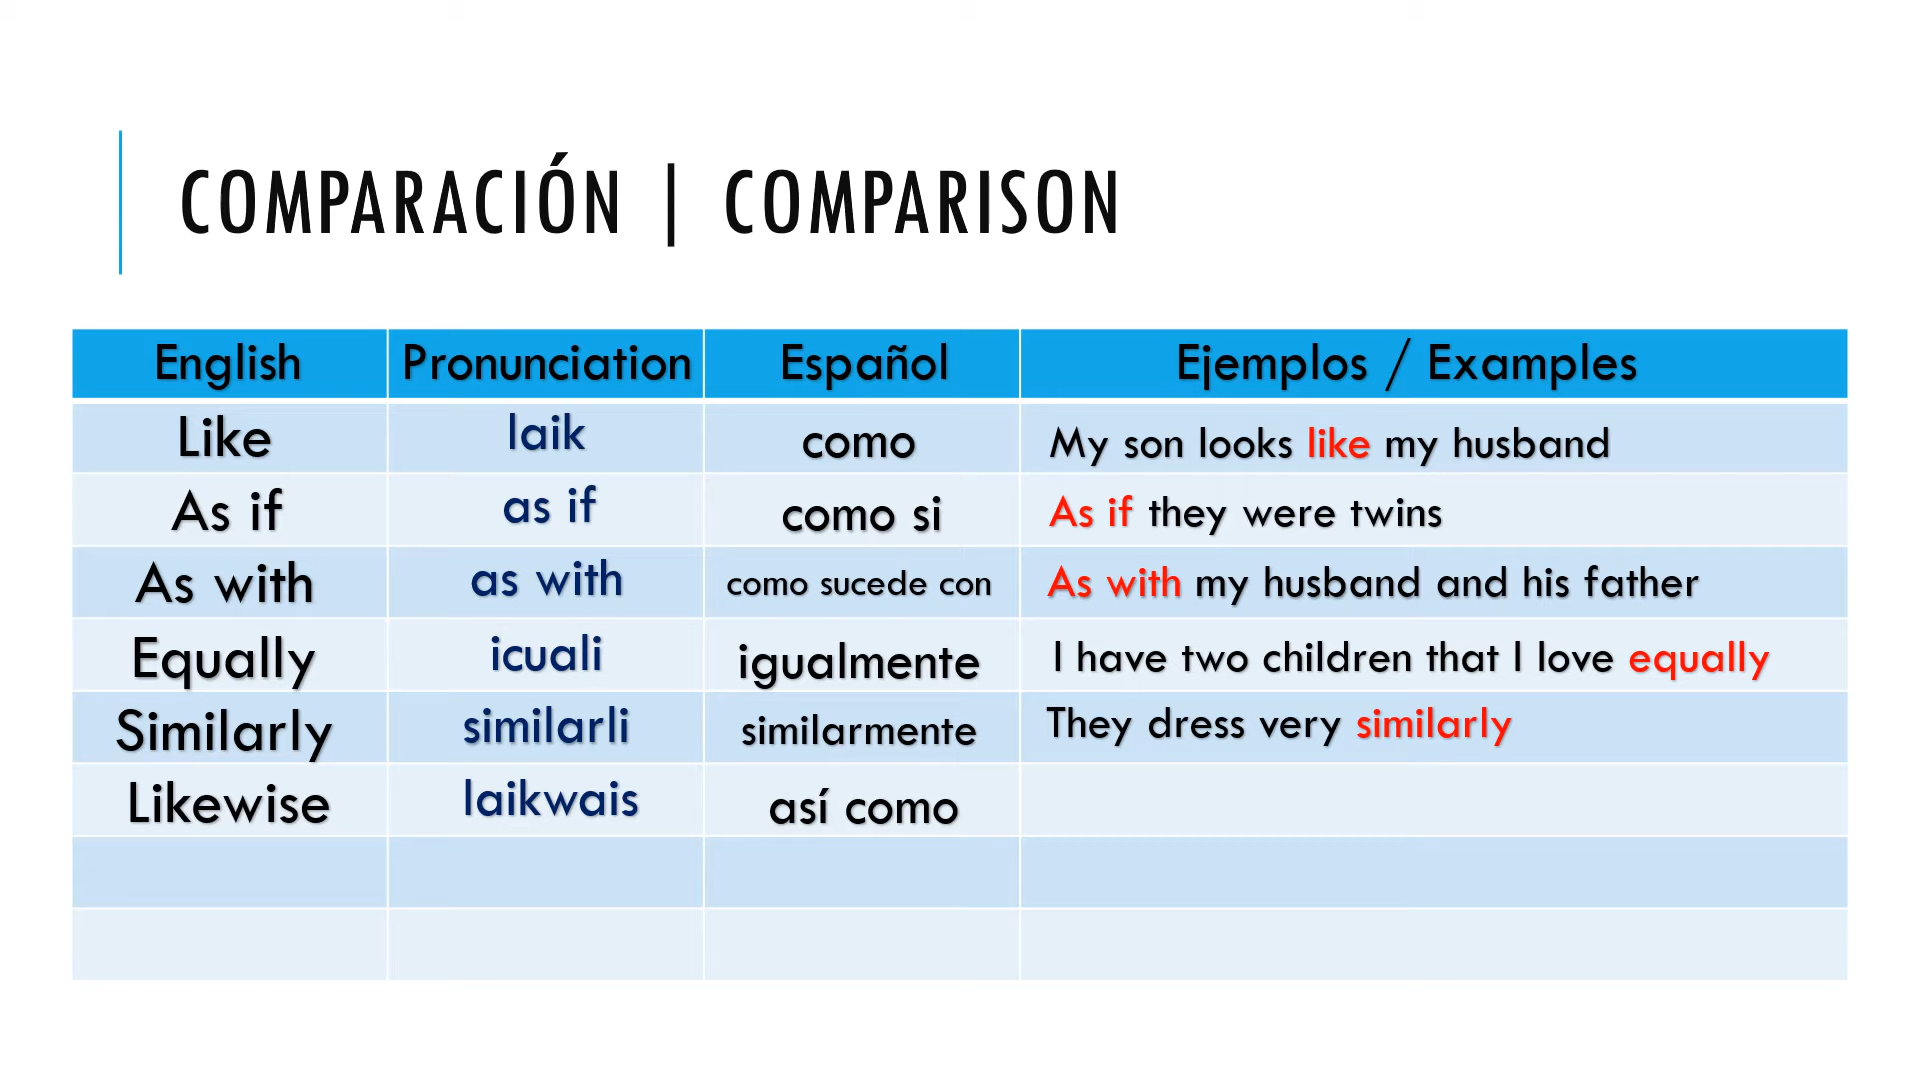 COMPARACIÓN | COMPARISON
English Pronunciation Español Ejemplos / Examples
Like laik como My son looks like my husband
As if as if como si As if they were twins
As with as with como sucede con As with my husband and his father
Equally icuali igualmente I have two children that I love equally
Similarly similarli similarmente They dress very similarly
Likewise laikwais así como